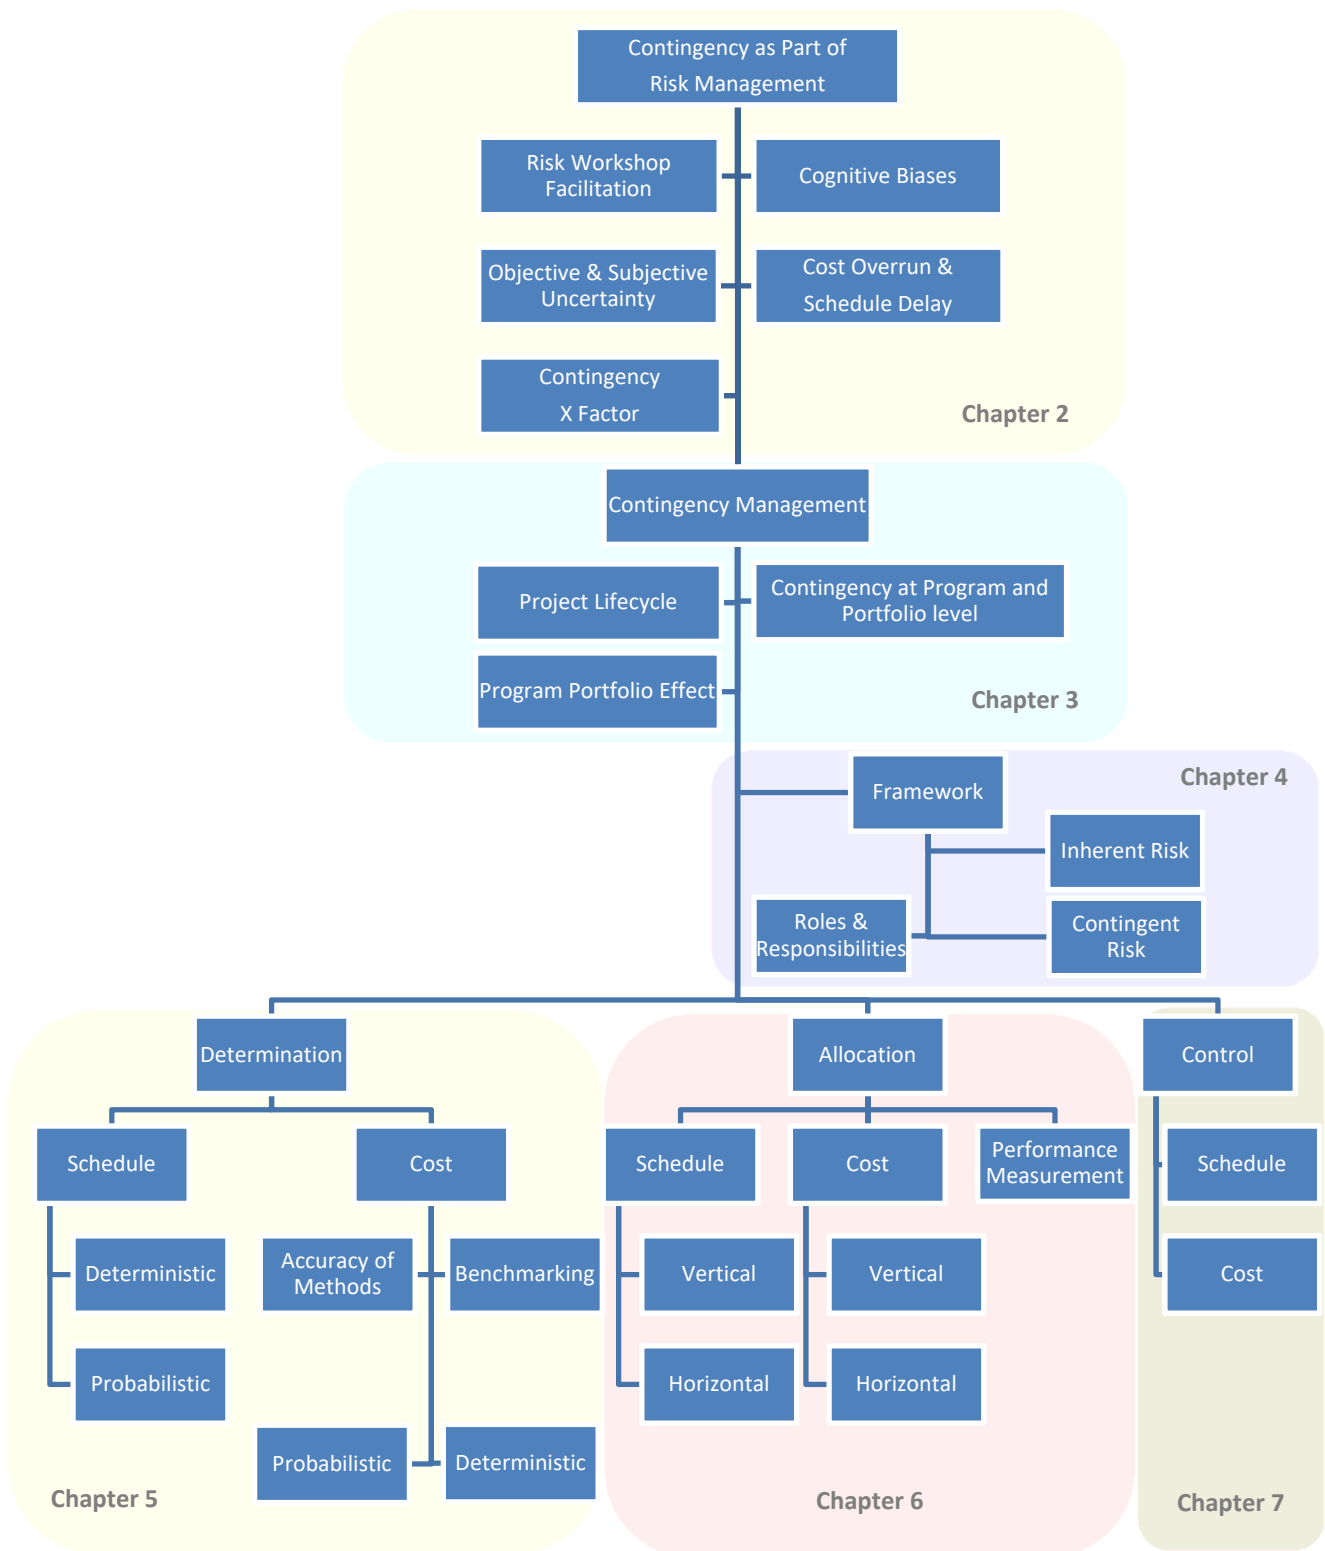 Contingency as Part of
Risk Management
Risk Workshop
Facilitation
Cognitive Biases
Objective & Subjective
Uncertainty
Cost Overrun &
Schedule Delay
Contingency
X Factor
Chapter 2
Contingency Management
Project Lifecycle
Contingency at Program and
Portfolio level
Program Portfolio Effect
Chapter 3
Chapter 4
Framework
Inherent Risk
Roles &
Responsibilities
Contingent
Risk
Determination
Allocation
Control
Schedule
Cost
Schedule
Cost
Performance
Measurement
Schedule
Deterministic
Accuracy of
Methods
Benchmarking
Vertical
Vertical
Cost
Probabilistic
Horizontal
Horizontal
Probabilistic
Deterministic
Chapter 5
Chapter 6
Chapter 7